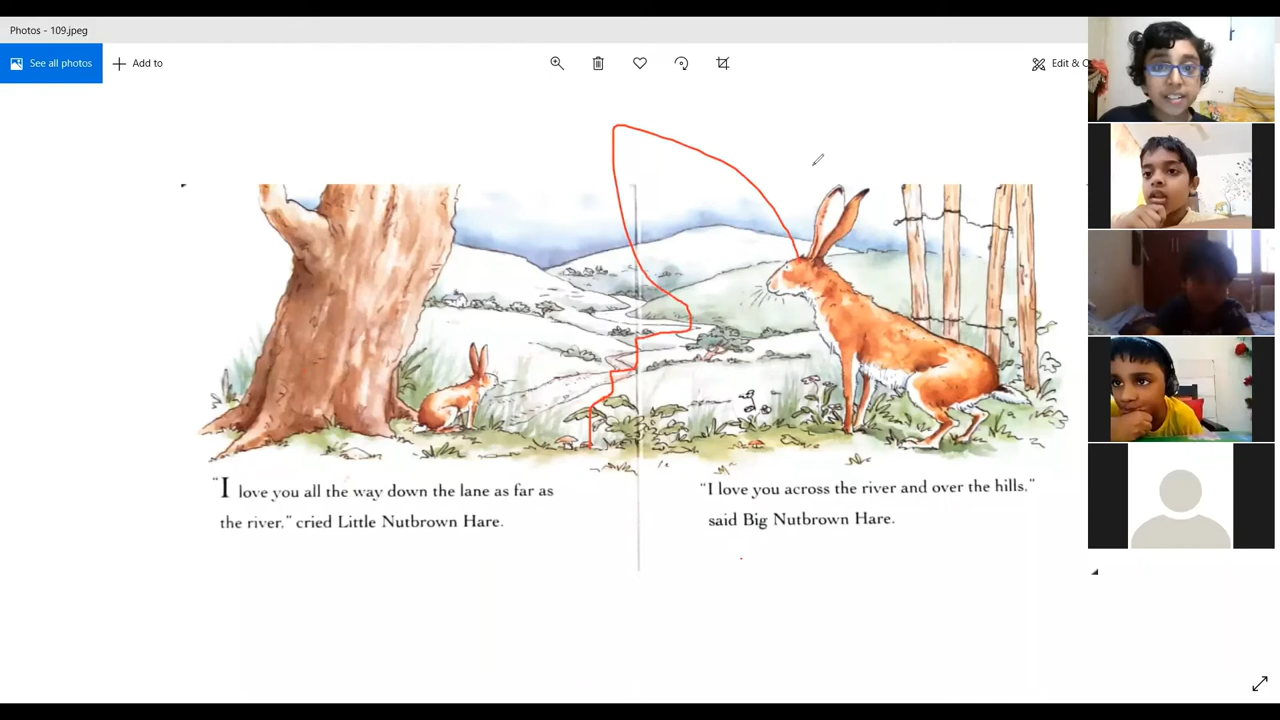 Photos - 109.jpeg
See all photos
Add to
Edit & C
"I love you all the way down the lane as far as
the river," cried Little Nutbrown Hare.
"I love you across the river and over the hills."
said Big Nutbrown Hare.